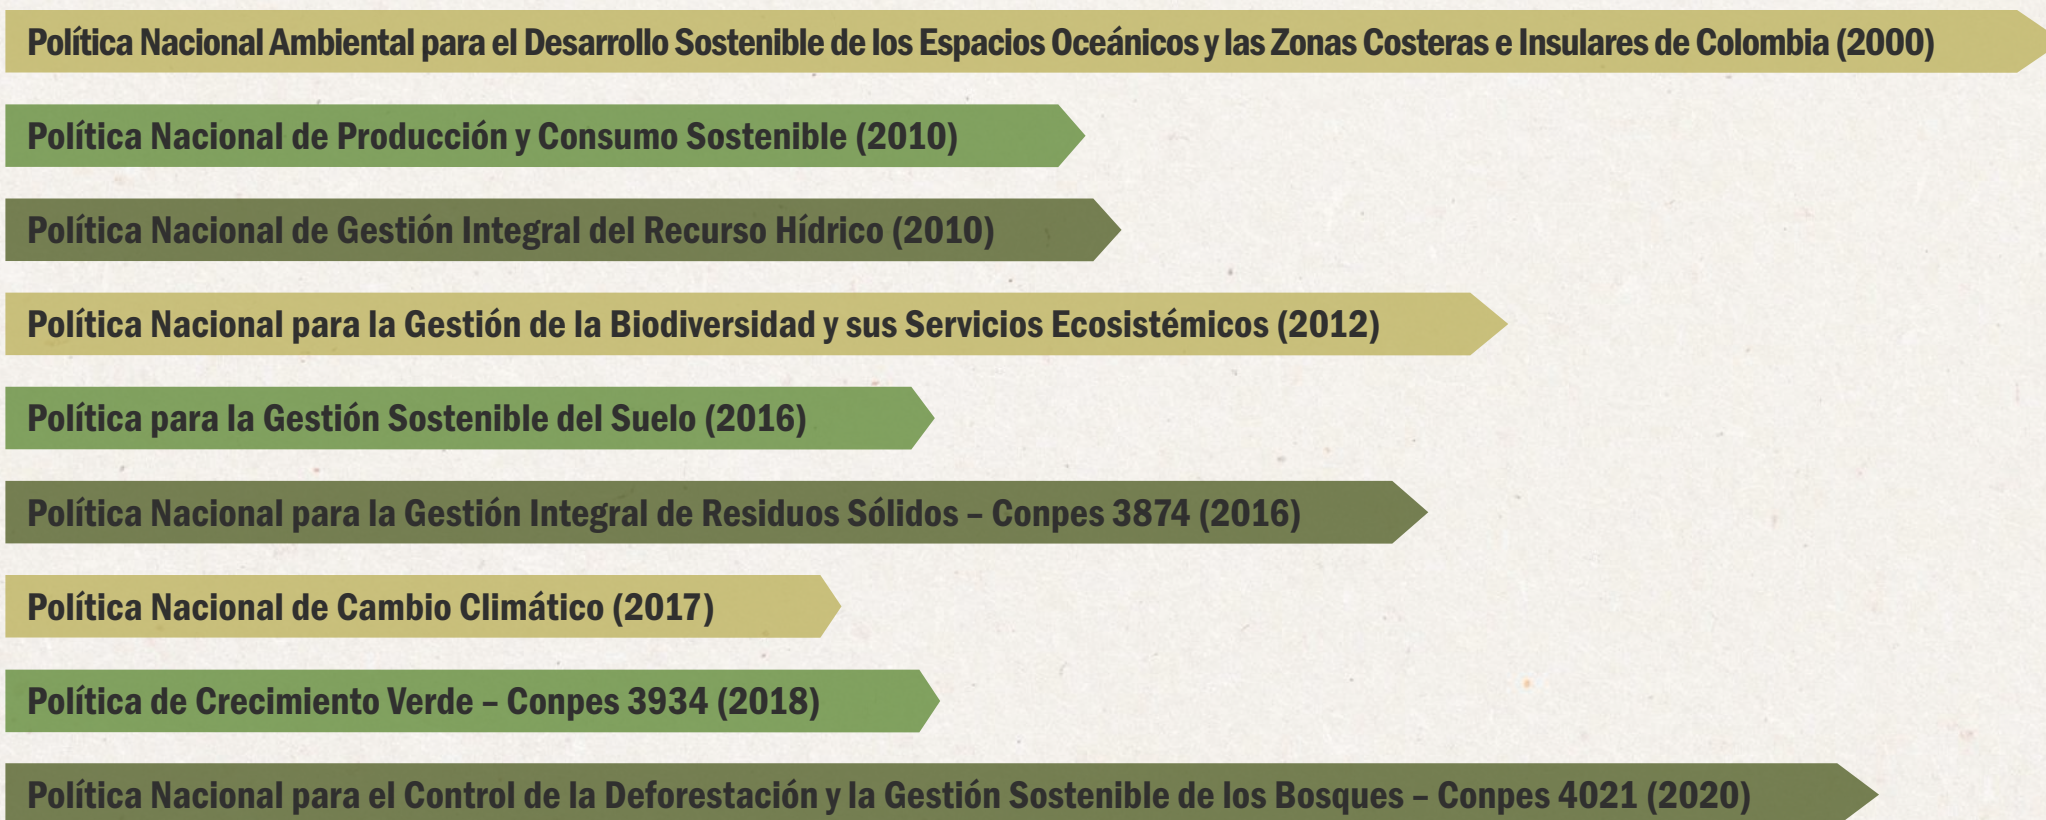 Política Nacional Ambiental para el Desarrollo Sostenible de los Espacios Oceánicos y las Zonas Costeras e Insulares de Colombia (2000)
Política Nacional de Producción y Consumo Sostenible (2010)
Política Nacional de Gestión Integral del Recurso Hídrico (2010)
Política Nacional para la Gestión de la Biodiversidad y sus Servicios Ecosistémicos (2012)
Política para la Gestión Sostenible del Suelo (2016)
Política Nacional para la Gestión Integral de Residuos Sólidos – Conpes 3874 (2016)
Política Nacional de Cambio Climático (2017)
Política de Crecimiento Verde – Conpes 3934 (2018)
Política Nacional para el Control de la Deforestación y la Gestión Sostenible de los Bosques – Conpes 4021 (2020)